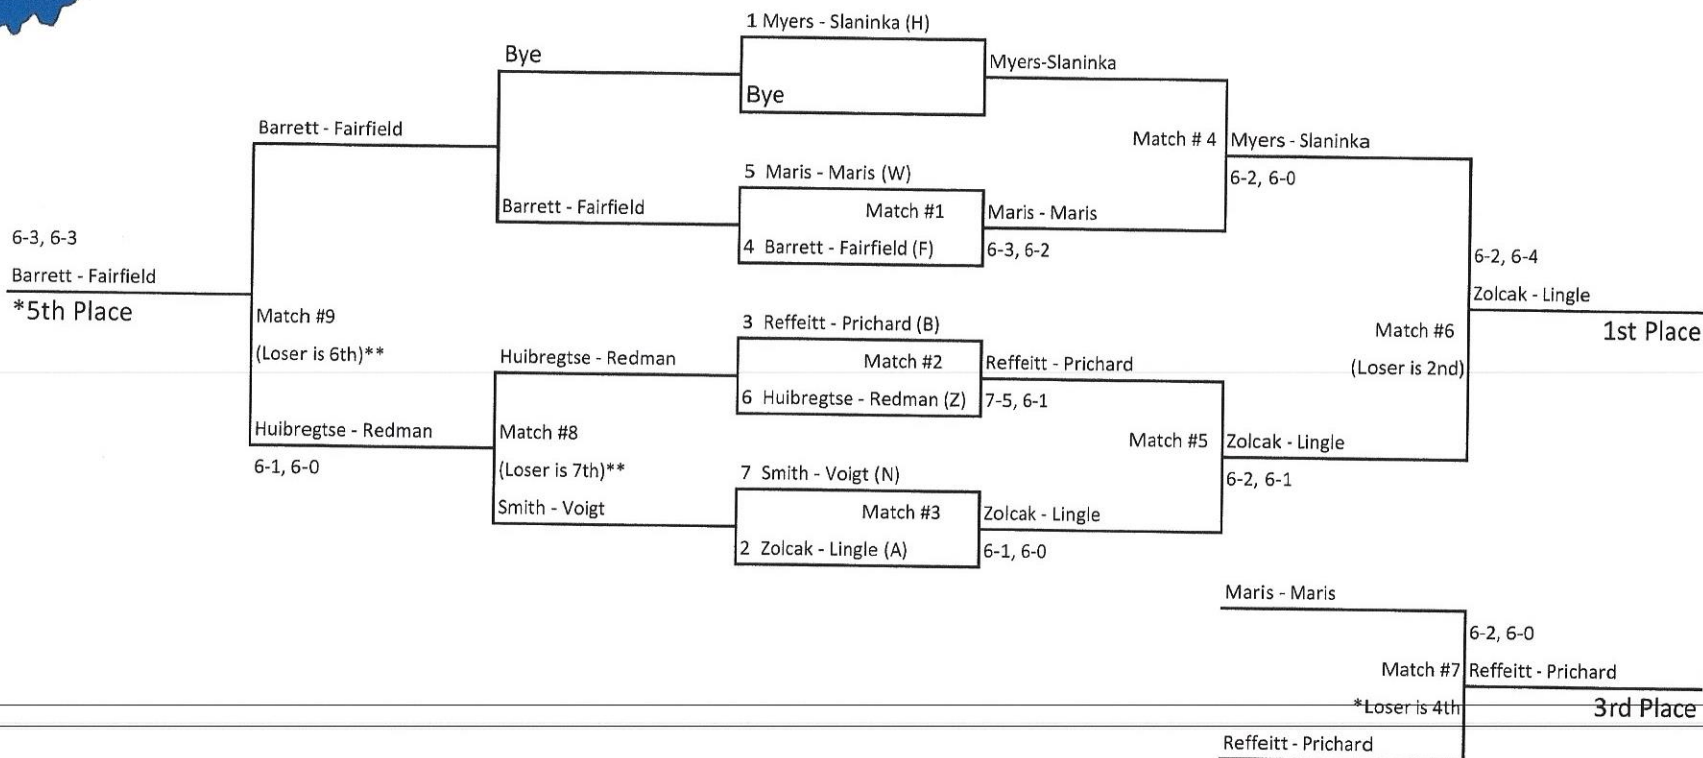 1 Myers - Slaninka (H)
Bye
Myers-Slaninka
Bye
Barrett - Fairfield
Match # 4
Myers - Slaninka
5 Maris - Maris (W)
6-2, 6-0
Barrett - Fairfield
Match #1
Maris - Maris
6-3, 6-3
4 Barrett - Fairfield (F)
6-3, 6-2
6-2, 6-4
Barrett - Fairfield
Zolcak - Lingle
*5th Place
Match #9
3 Reffeitt - Prichard (B)
Match #6
1st Place
(Loser is 6th)**
Huibregtse - Redman
Match #2
Reffeitt - Prichard
(Loser is 2nd)
6 Huibregtse - Redman (Z)
7-5, 6-1
Huibregtse - Redman
Match #8
Match #5
Zolcak - Lingle
6-1, 6-0
(Loser is 7th)**
7 Smith - Voigt (N)
6-2, 6-1
Smith - Voigt
Match #3
Zolcak - Lingle
2 Zolcak - Lingle (A)
6-1, 6-0
Maris - Maris
6-2, 6-0
Match #7
Reffeitt - Prichard
*Loser is 4th
3rd Place
Reffeitt - Prichard